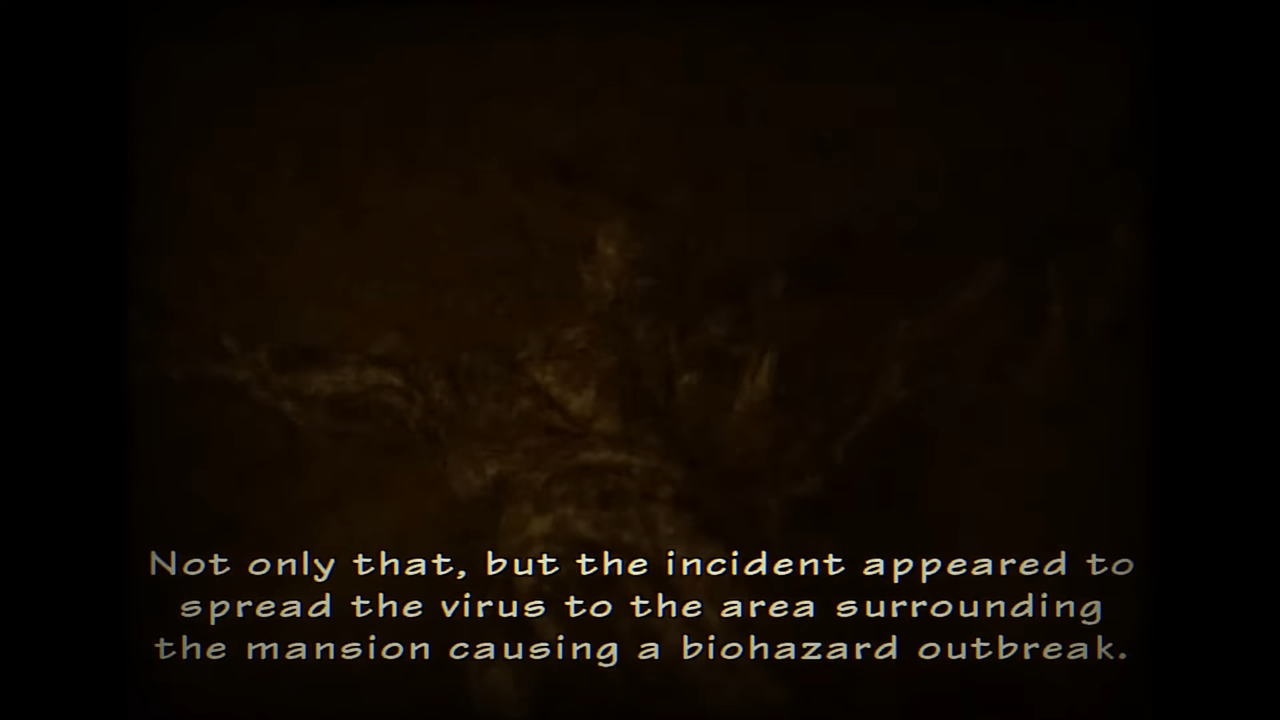 Not only that, but the incident appeared to
spread the virus to the area surrounding
the mansion causing a biohazard outbreak.